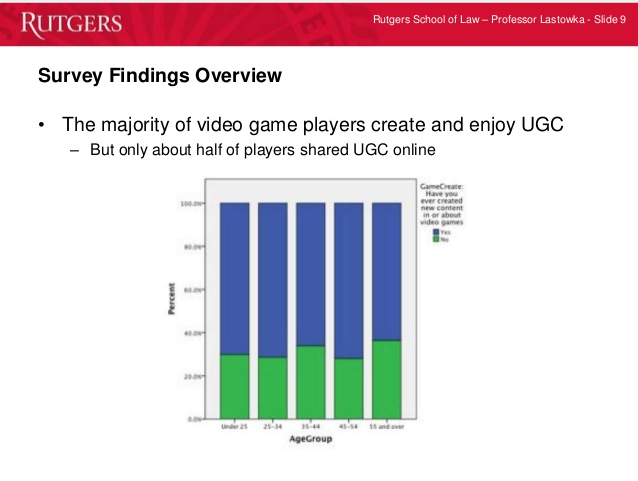 RUTGERS
Rutgers School of Law – Professor Lastowka - Slide 9
Survey Findings Overview
• The majority of video game players create and enjoy UGC
– But only about half of players shared UGC online
GameCreate:
Have you
ever created
new content
in or about
video games
Yes
No
100.0%
80.0%
60.0%
40.0%
20.0%
0.0%
Percent
Under 25
25–34
35–44
45–54
55 and over
AgeGroup